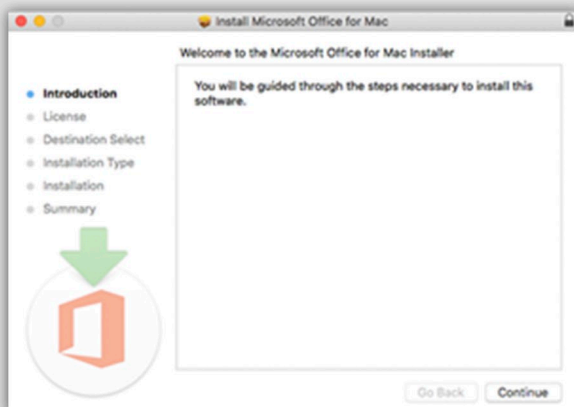 Install Microsoft Office for Mac
Welcome to the Microsoft Office for Mac Installer
You will be guided through the steps necessary to install this
software.
Introduction
License
Destination Select
Installation Type
Installation
Summary
Go Back
Continue